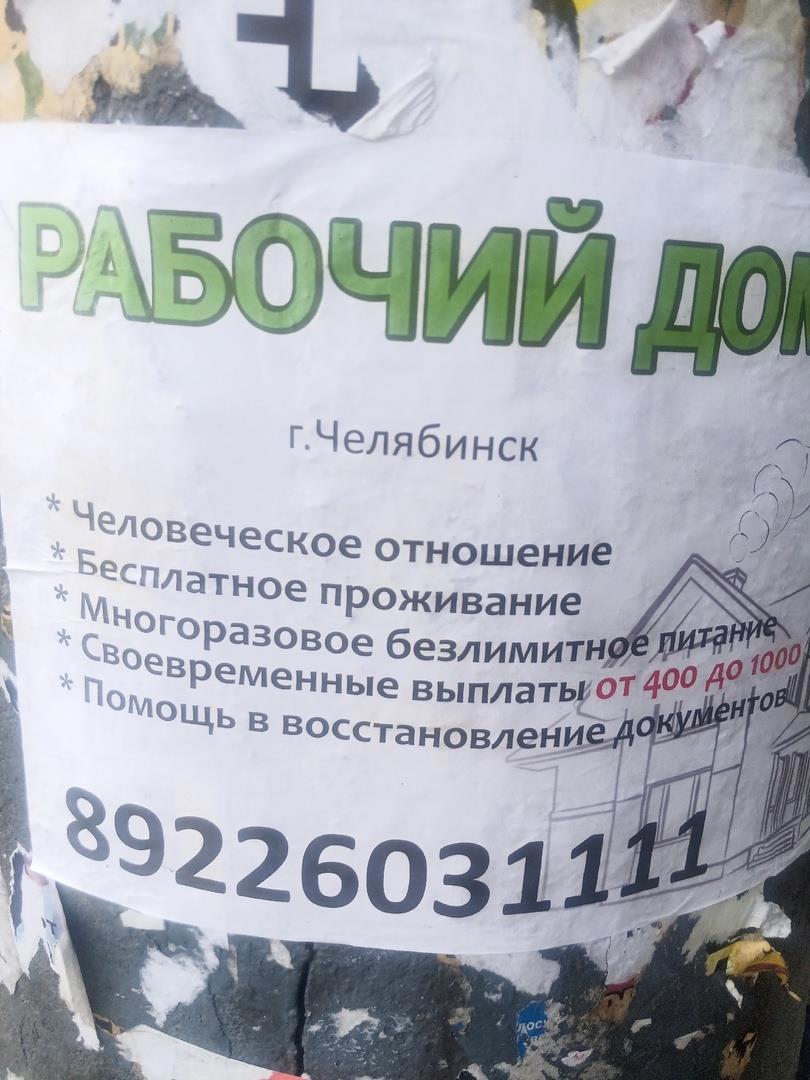 РАБОЧИЙ ДОМ
г.Челябинск
* Человеческое отношение
* Бесплатное проживание
* Многоразовое безлимитное питание
* Своевременные выплаты от 400 до 1000
* Помощь в восстановление документов
89226031111